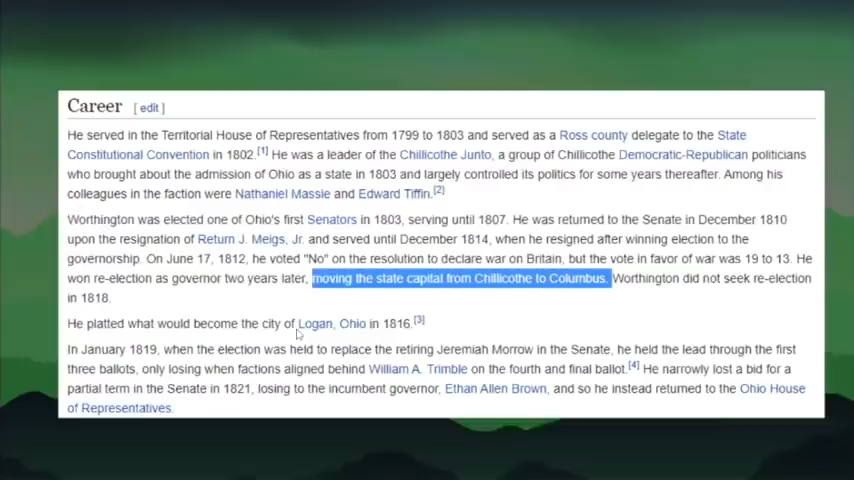 Career [ edit ]
He served in the Territorial House of Representatives from 1799 to 1803 and served as a Ross county delegate to the State
Constitutional Convention in 1802.[1] He was a leader of the Chillicothe Junto, a group of Chillicothe Democratic-Republican politicians
who brought about the admission of Ohio as a state in 1803 and largely controlled its politics for some years thereafter. Among his
colleagues in the faction were Nathaniel Massie and Edward Tiffin.[2]
Worthington was elected one of Ohio's first Senators in 1803, serving until 1807. He was returned to the Senate in December 1810
upon the resignation of Return J. Meigs, Jr. and served until December 1814, when he resigned after winning election to the
governorship. On June 17, 1812, he voted "No" on the resolution to declare war on Britain, but the vote in favor of war was 19 to 13. He
won re-election as governor two years later, moving the state capital from Chillicothe to Columbus. Worthington did not seek re-election
in 1818.
He platted what would become the city of Logan, Ohio in 1816.[3]
In January 1819, when the election was held to replace the retiring Jeremiah Morrow in the Senate, he held the lead through the first
three ballots, only losing when factions aligned behind William A. Trimble on the fourth and final ballot.[4] He narrowly lost a bid for a
partial term in the Senate in 1821, losing to the incumbent governor, Ethan Allen Brown, and so he instead returned to the Ohio House
of Representatives.